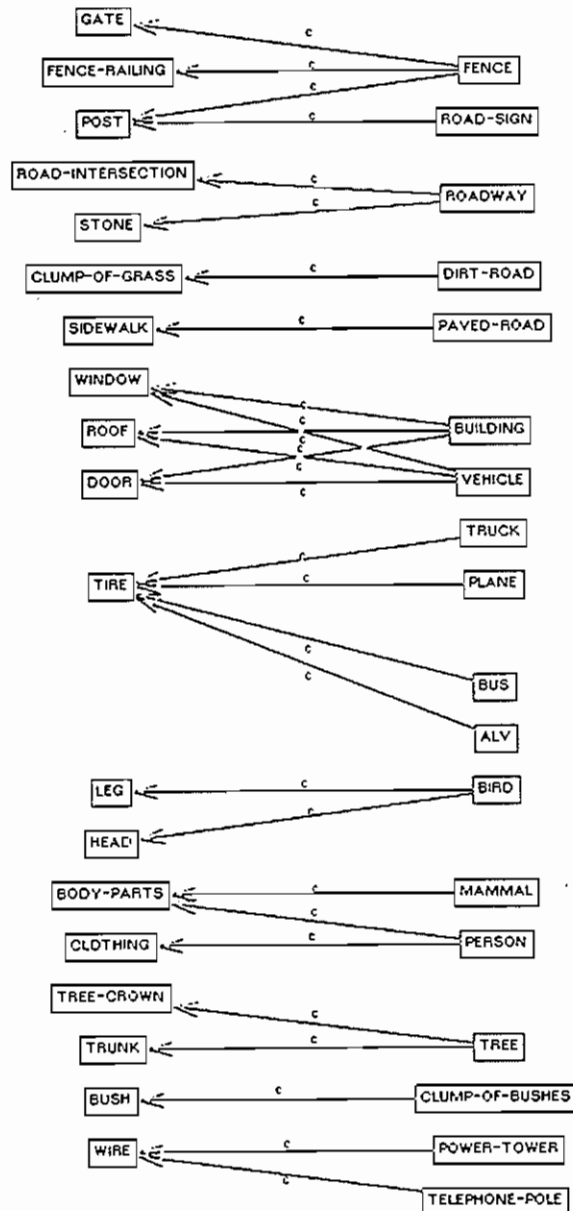 GATE
C
FENCE-RAILING C FENCE
C
POST C ROAD-SIGN
ROAD-INTERSECTION
C ROADWAY
C
STONE
CLUMP-OF-GRASS C DIRT-ROAD
SIDEWALK C PAVED-ROAD
WINDOW
C
ROOF C BUILDING
C
C
C
DOOR C VEHICLE
TRUCK
C
TIRE C PLANE
C
BUS
C
ALV
LEG C BIRD
C
HEAD
BODY-PARTS C MAMMAL
C
CLOTHING C PERSON
TREE-CROWN
C
TRUNK C TREE
BUSH C CLUMP-OF-BUSHES
WIRE C POWER-TOWER
C
TELEPHONE-POLE